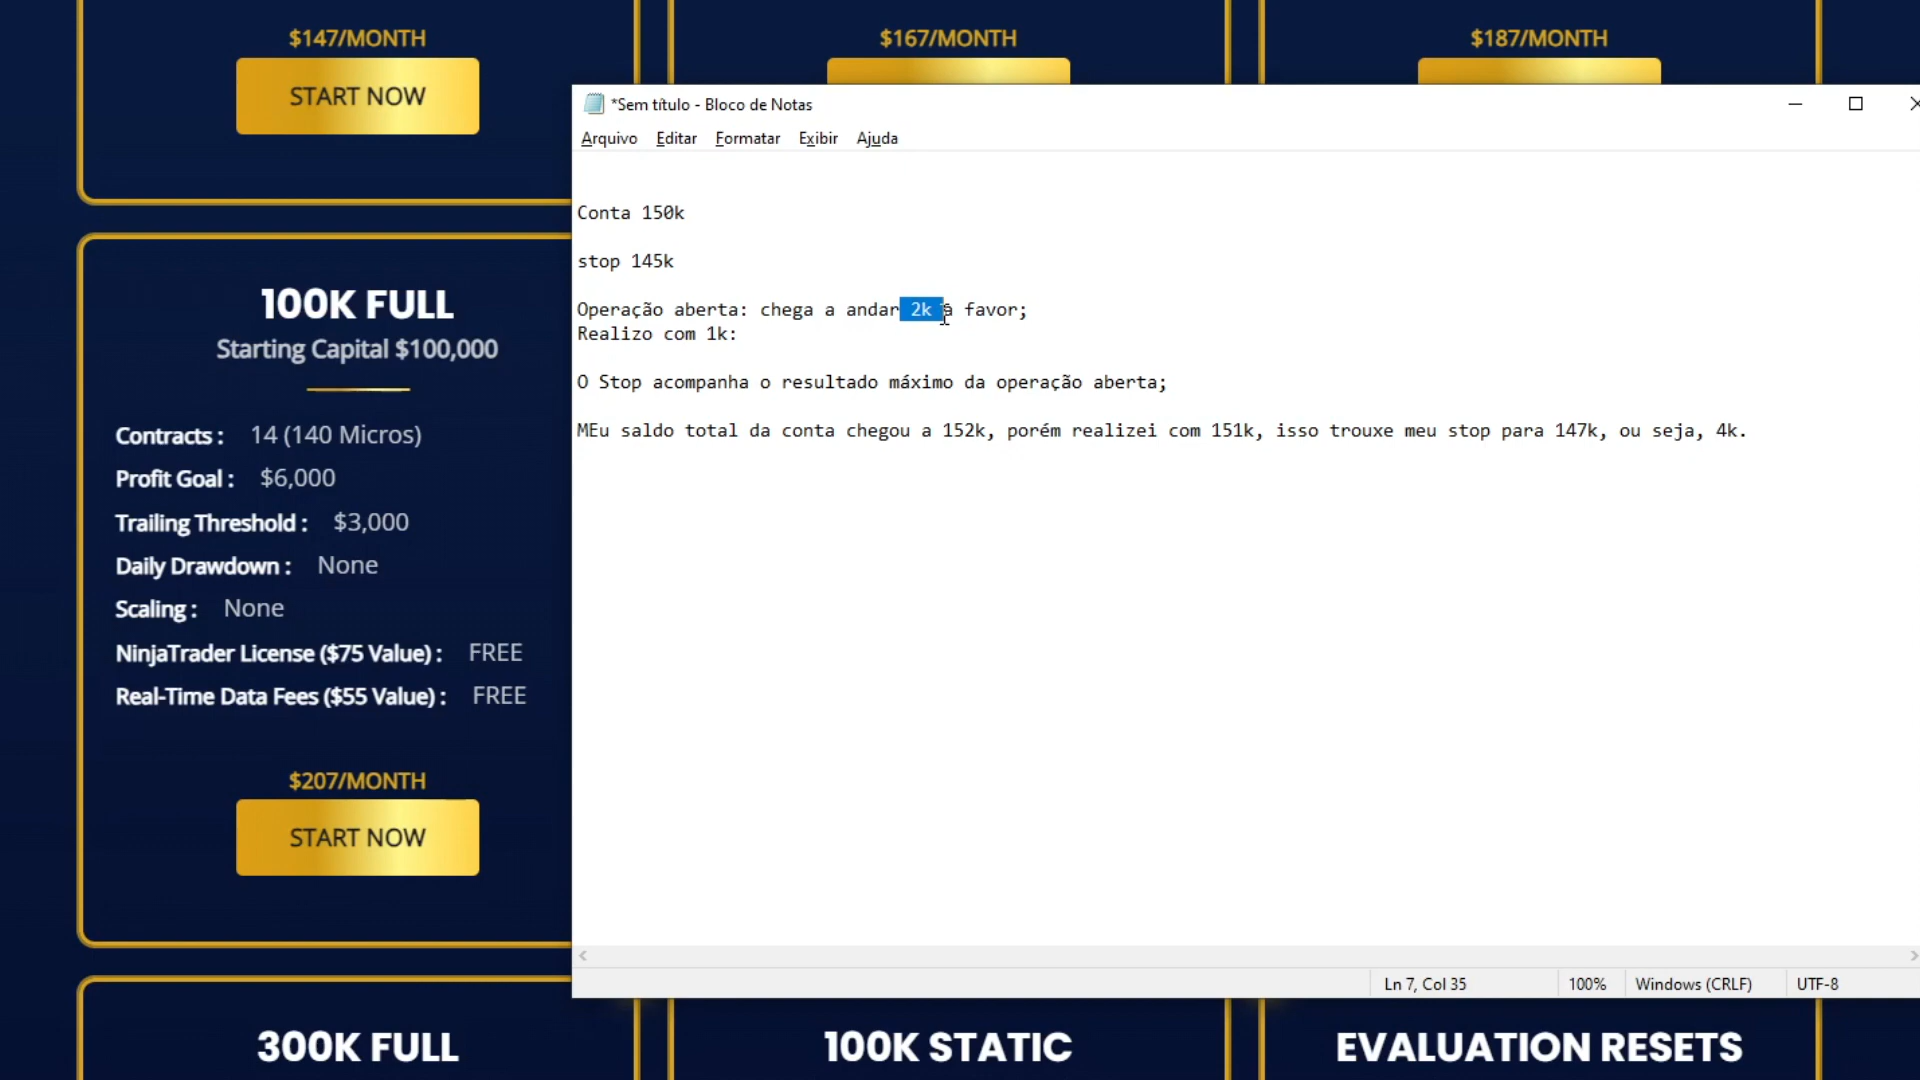 $147/MONTH
$167/MONTH
$187/MONTH
START NOW
*Sem título - Bloco de Notas
Arquivo Editar Formatar Exibir Ajuda
Conta 150k
stop 145k
Operação aberta: chega a andar 2k a favor;
Realizo com 1k:
O Stop acompanha o resultado máximo da operação aberta;
MEu saldo total da conta chegou a 152k, porém realizei com 151k, isso trouxe meu stop para 147k, ou seja, 4k.
Ln 7, Col 35
100%
Windows (CRLF)
UTF-8
100K FULL
Starting Capital $100,000
Contracts : 14 (140 Micros)
Profit Goal : $6,000
Trailing Threshold : $3,000
Daily Drawdown : None
Scaling : None
NinjaTrader License ($75 Value) : FREE
Real-Time Data Fees ($55 Value) : FREE
$207/MONTH
START NOW
300K FULL
100K STATIC
EVALUATION RESETS